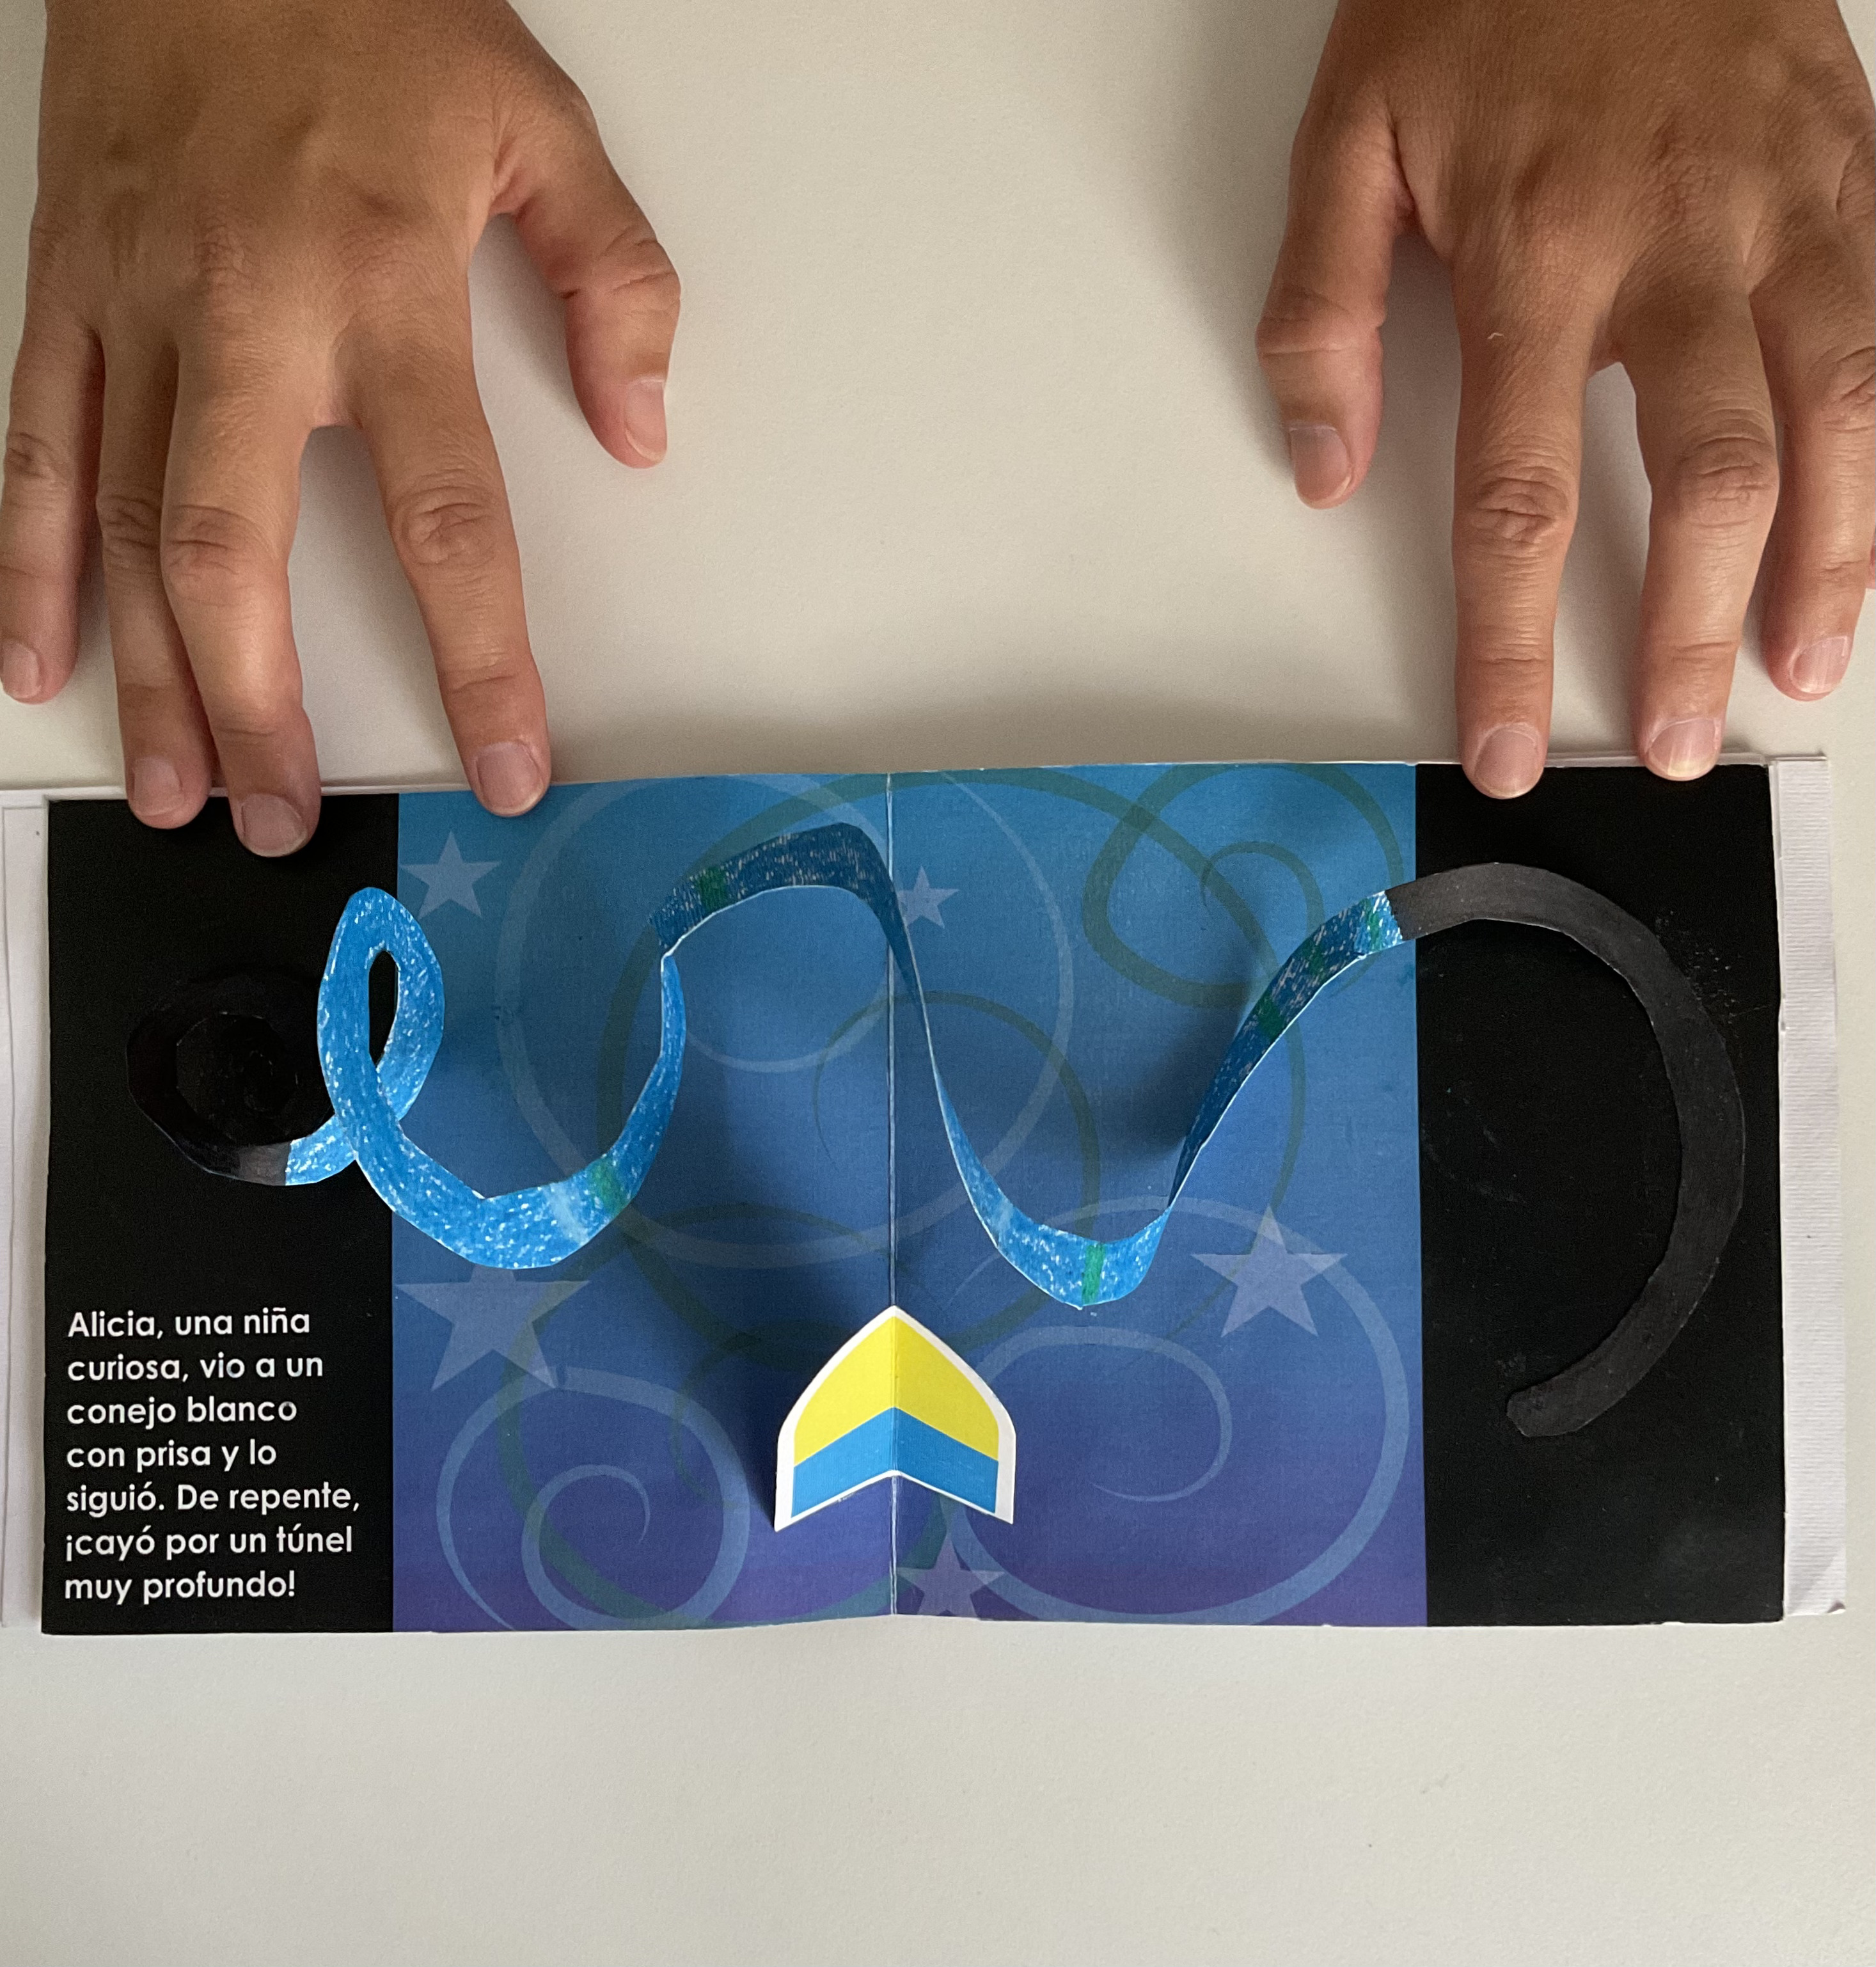 Alicia, una niña
curiosa, vio a un
conejo blanco
con prisa y lo
siguió. De repente,
¡cayó por un túnel
muy profundo!